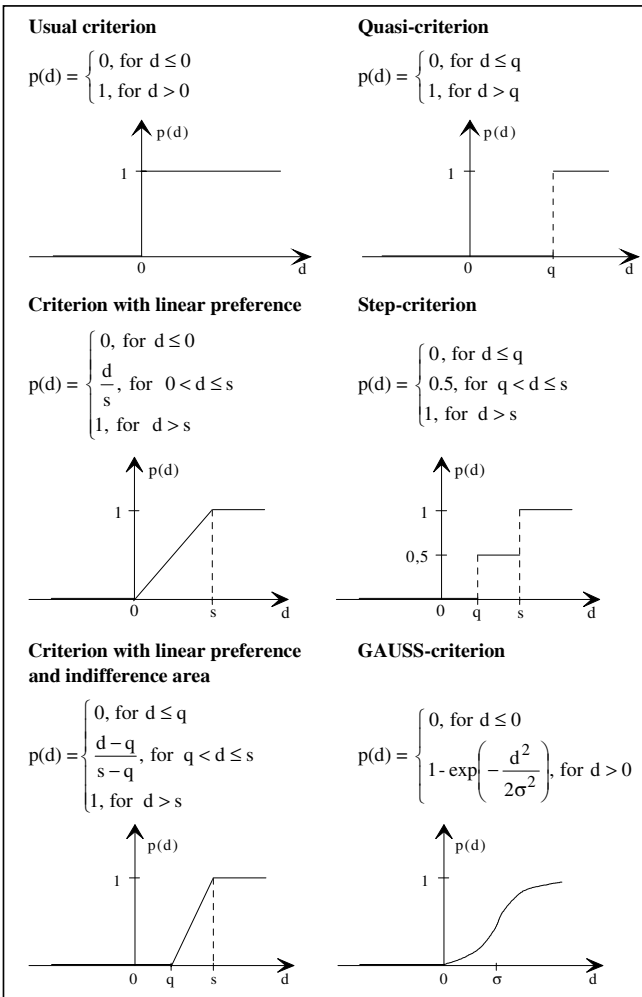 Usual criterion
p(d) = { 0, for d ≤ 0
1, for d > 0
p(d)
1
0
d
Quasi-criterion
p(d) = { 0, for d ≤ q
1, for d > q
p(d)
1
0
q
d
Criterion with linear preference
p(d) = { 0, for d ≤ 0
d/s, for 0 < d ≤ s
1, for d > s
p(d)
1
0
s
d
Step-criterion
p(d) = { 0, for d ≤ q
0.5, for q < d ≤ s
1, for d > s
p(d)
1
0,5
0
q
s
d
Criterion with linear preference
and indifference area
p(d) = { 0, for d ≤ q
(d − q)/(s − q), for q < d ≤ s
1, for d > s
p(d)
1
0
q
s
d
GAUSS-criterion
p(d) = { 0, for d ≤ 0
1 - exp(−d²/2σ²), for d > 0
p(d)
1
0
σ
d